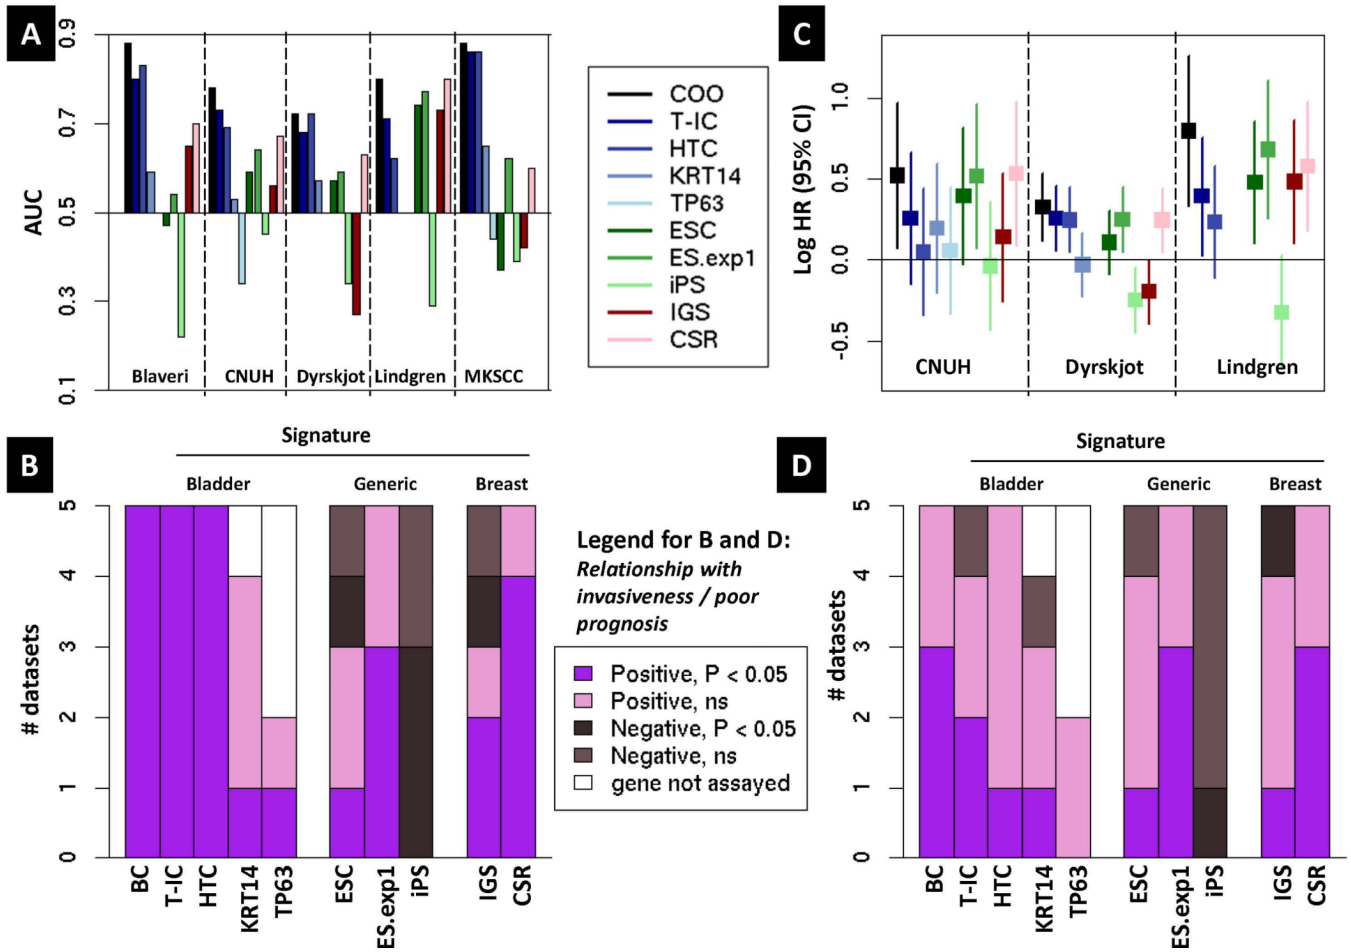 A
0.9
0.7
0.5
0.3
0.1
AUC
Blaveri
CNUH
Dyrskjot
Lindgren
MKSCC
COO
T-IC
HTC
KRT14
TP63
ESC
ES.exp1
iPS
IGS
CSR
C
1.0
0.5
0.0
-0.5
Log HR (95% CI)
CNUH
Dyrskjot
Lindgren
B
Signature
Bladder
Generic
Breast
5
4
3
2
1
0
# datasets
BC
T-IC
HTC
KRT14
TP63
ESC
ES.exp1
iPS
IGS
CSR
Legend for B and D:
Relationship with
invasiveness / poor
prognosis
Positive, P < 0.05
Positive, ns
Negative, P < 0.05
Negative, ns
gene not assayed
D
Signature
Bladder
Generic
Breast
5
4
3
2
1
0
# datasets
BC
T-IC
HTC
KRT14
TP63
ESC
ES.exp1
iPS
IGS
CSR